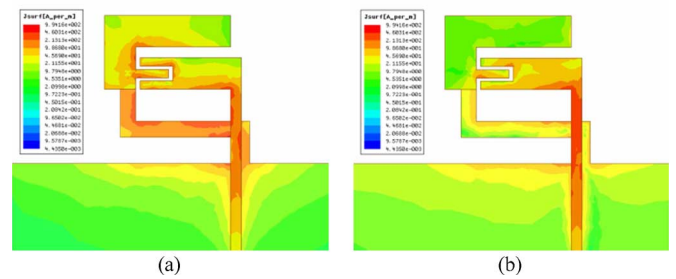 Jsurf[A_per_m]
9.9416e+002
4.6031e+002
2.1313e+002
9.8680e+001
4.5690e+001
2.1155e+001
9.7948e+000
4.5351e+000
2.0998e+000
9.7223e-001
4.5015e-001
2.0842e-001
9.6502e-002
4.4681e-002
2.0688e-002
9.5787e-003
4.4350e-003
Jsurf[A_per_m]
9.9416e+002
4.6031e+002
2.1313e+002
9.8680e+001
4.5690e+001
2.1155e+001
9.7948e+000
4.5351e+000
2.0998e+000
9.7223e-001
4.5015e-001
2.0842e-001
9.6502e-002
4.4681e-002
2.0688e-002
9.5787e-003
4.4350e-003
(a)
(b)